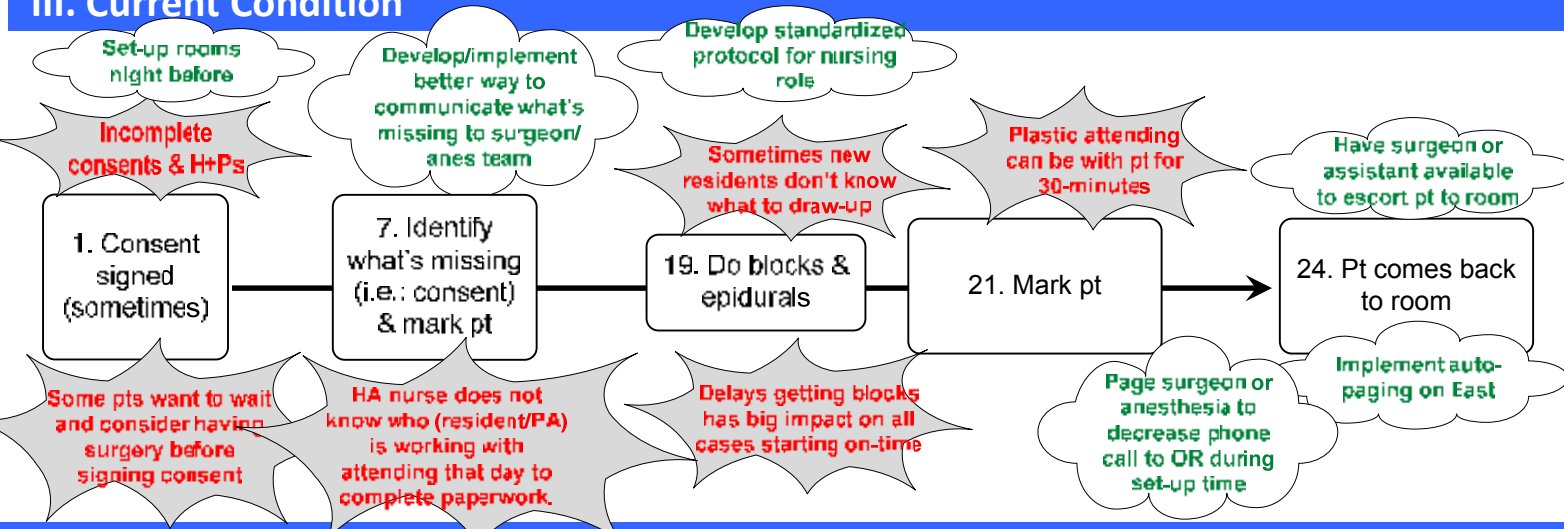 III. Current Condition
Set-up rooms
night before
Incomplete
consents & H+Ps
1. Consent
signed
(sometimes)
Some pts want to wait
and consider having
surgery before
signing consent
Develop/implement
better way to
communicate what's
missing to surgeon/
anes team
7. Identify
what's missing
(i.e.: consent)
& mark pt
HA nurse does not
know who (resident/PA)
is working with
attending that day to
complete paperwork.
Develop standardized
protocol for nursing
role
Sometimes new
residents don't know
what to draw-up
19. Do blocks &
epidurals
Delays getting blocks
has big impact on all
cases starting on-time
Plastic attending
can be with pt for
30-minutes
21. Mark pt
Page surgeon or
anesthesia to
decrease phone
call to OR during
set-up time
Have surgeon or
assistant available
to escort pt to room
24. Pt comes back
to room
Implement auto-
paging on East